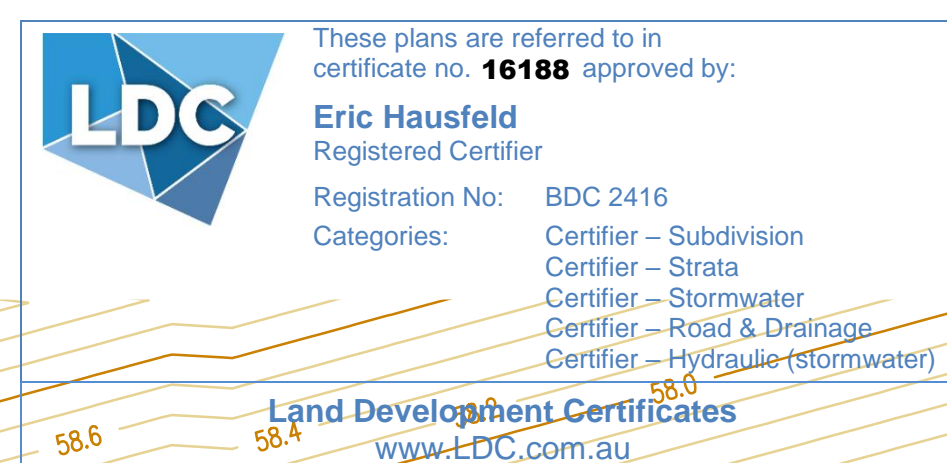 LDC
These plans are referred to in
certificate no. 16188 approved by:
Eric Hausfeld
Registered Certifier
Registration No: BDC 2416
Categories: Certifier – Subdivision
Certifier – Strata
Certifier – Stormwater
Certifier – Road & Drainage
Certifier – Hydraulic (stormwater)
58.0
Land Development Certificates
58.6
58.4
58.2
www.LDC.com.au